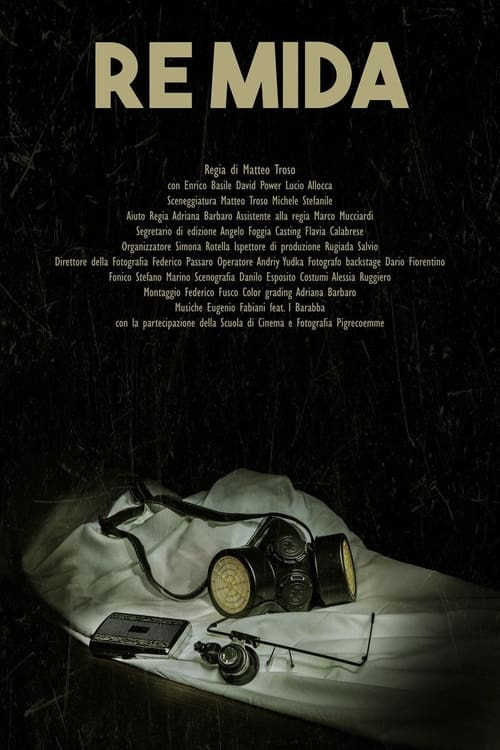 RE MIDA
Regia di Matteo Troso
con Enrico Basile David Power Lucio Allocca
Sceneggiatura Matteo Troso Michele Stefanile
Aiuto Regia Adriana Barbaro Assistente alla regia Marco Mucciardi
Segretario di edizione Angelo Foggia Casting Flavia Calabrese
Organizzatore Simona Rotella Ispettore di produzione Rugiada Salvio
Direttore della Fotografia Federico Passaro Operatore Andriy Yudka Fotografo backstage Dario Fiorentino
Fonico Stefano Marino Scenografia Danilo Esposito Costumi Alessia Ruggiero
Montaggio Federico Fusco Color grading Adriana Barbaro
Musiche Eugenio Fabiani feat. I Barabba
con la partecipazione della Scuola di Cinema e Fotografia Pigrecoemme